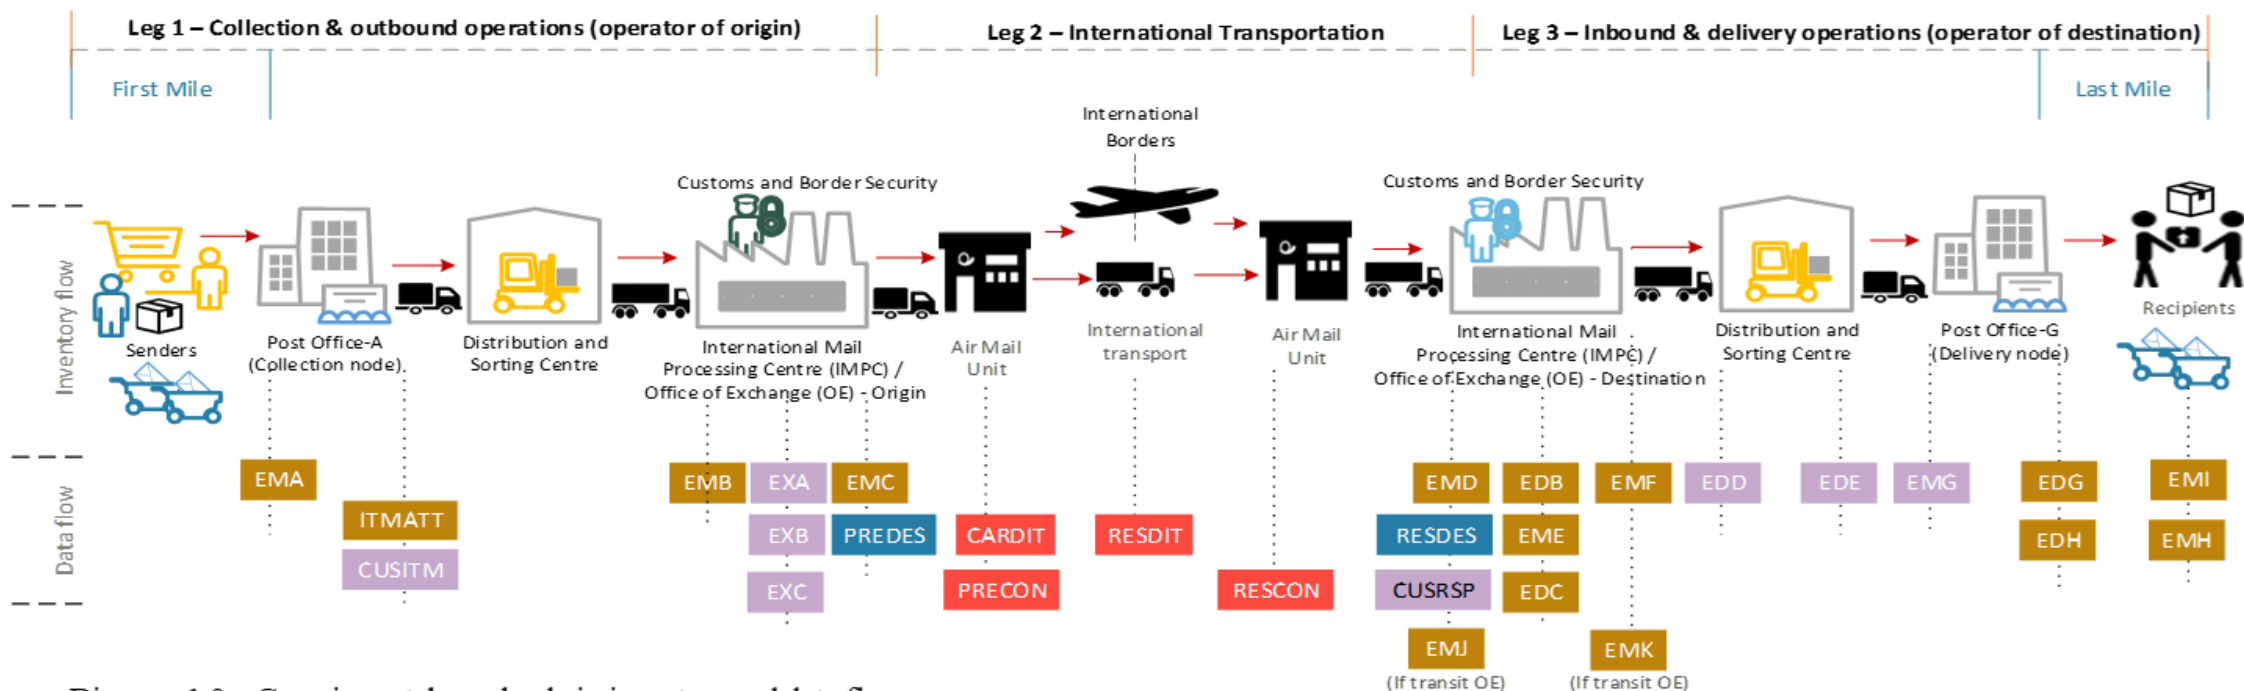 Leg 1 – Collection & outbound operations (operator of origin)
Leg 2 – International Transportation
Leg 3 – Inbound & delivery operations (operator of destination)
First Mile
Last Mile
International
Borders
Customs and Border Security
Customs and Border Security
Inventory flow
Senders
Post Office-A
(Collection node)
Distribution and
Sorting Centre
International Mail
Processing Centre (IMPC) /
Office of Exchange (OE) - Origin
Air Mail
Unit
International
transport
Air Mail
Unit
International Mail
Processing Centre (IMPC) /
Office of Exchange (OE) - Destination
Distribution and
Sorting Centre
Post Office-G
(Delivery node)
Recipients
Data flow
EMA
ITMATT
CUSITM
EMB
EXA
EMC
EXB
PREDES
EXC
CARDIT
PRECON
RESDIT
RESCON
EMD
EDB
EMF
RESDES
EME
CUSRSP
EDC
EMJ
(If transit OE)
EMK
(If transit OE)
EDD
EDE
EMG
EDG
EDH
EMI
EMH